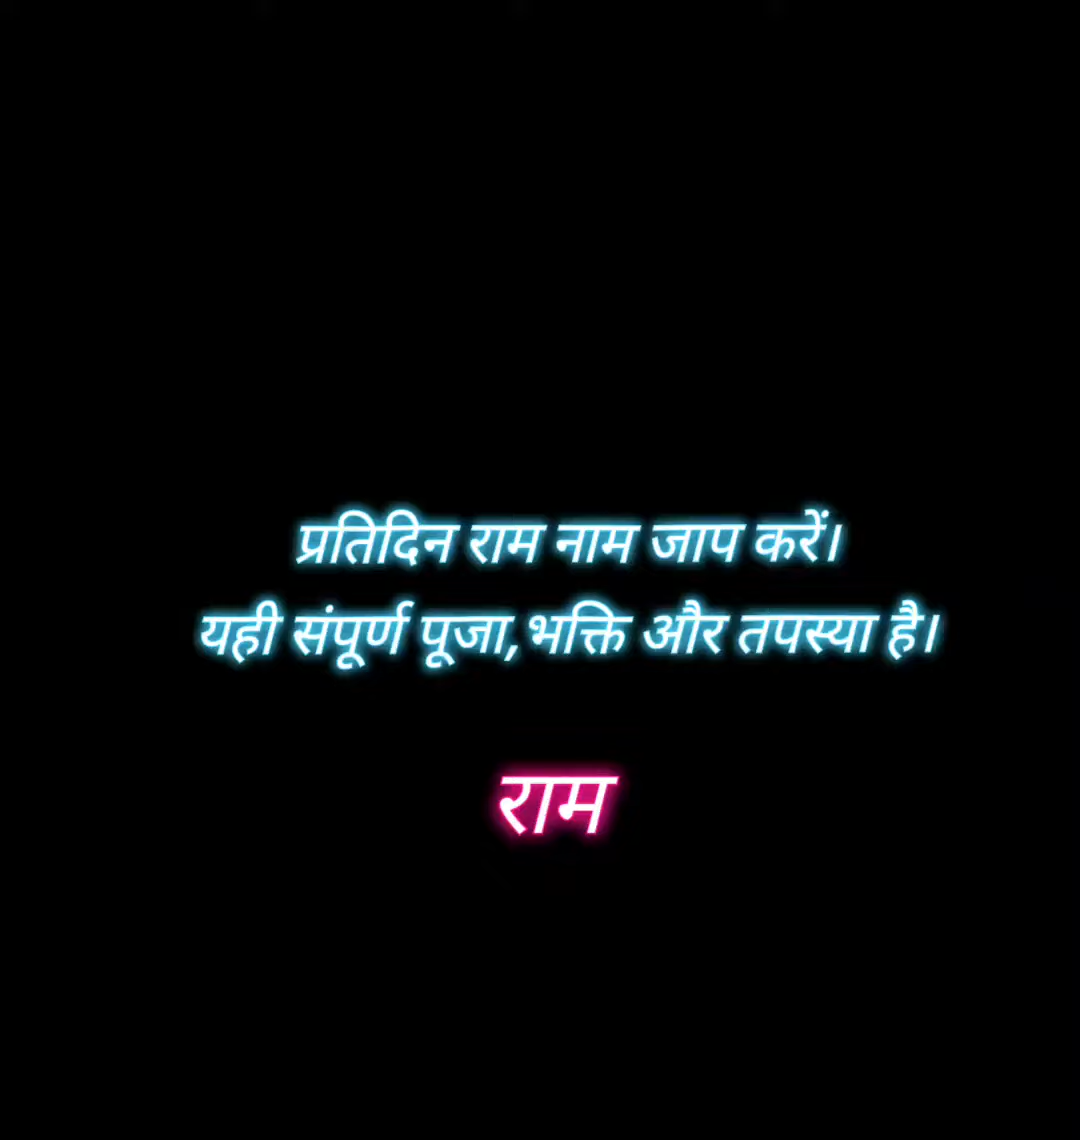 प्रतिदिन राम नाम जाप करें।
यही संपूर्ण पूजा,भक्ति और तपस्या है।
राम